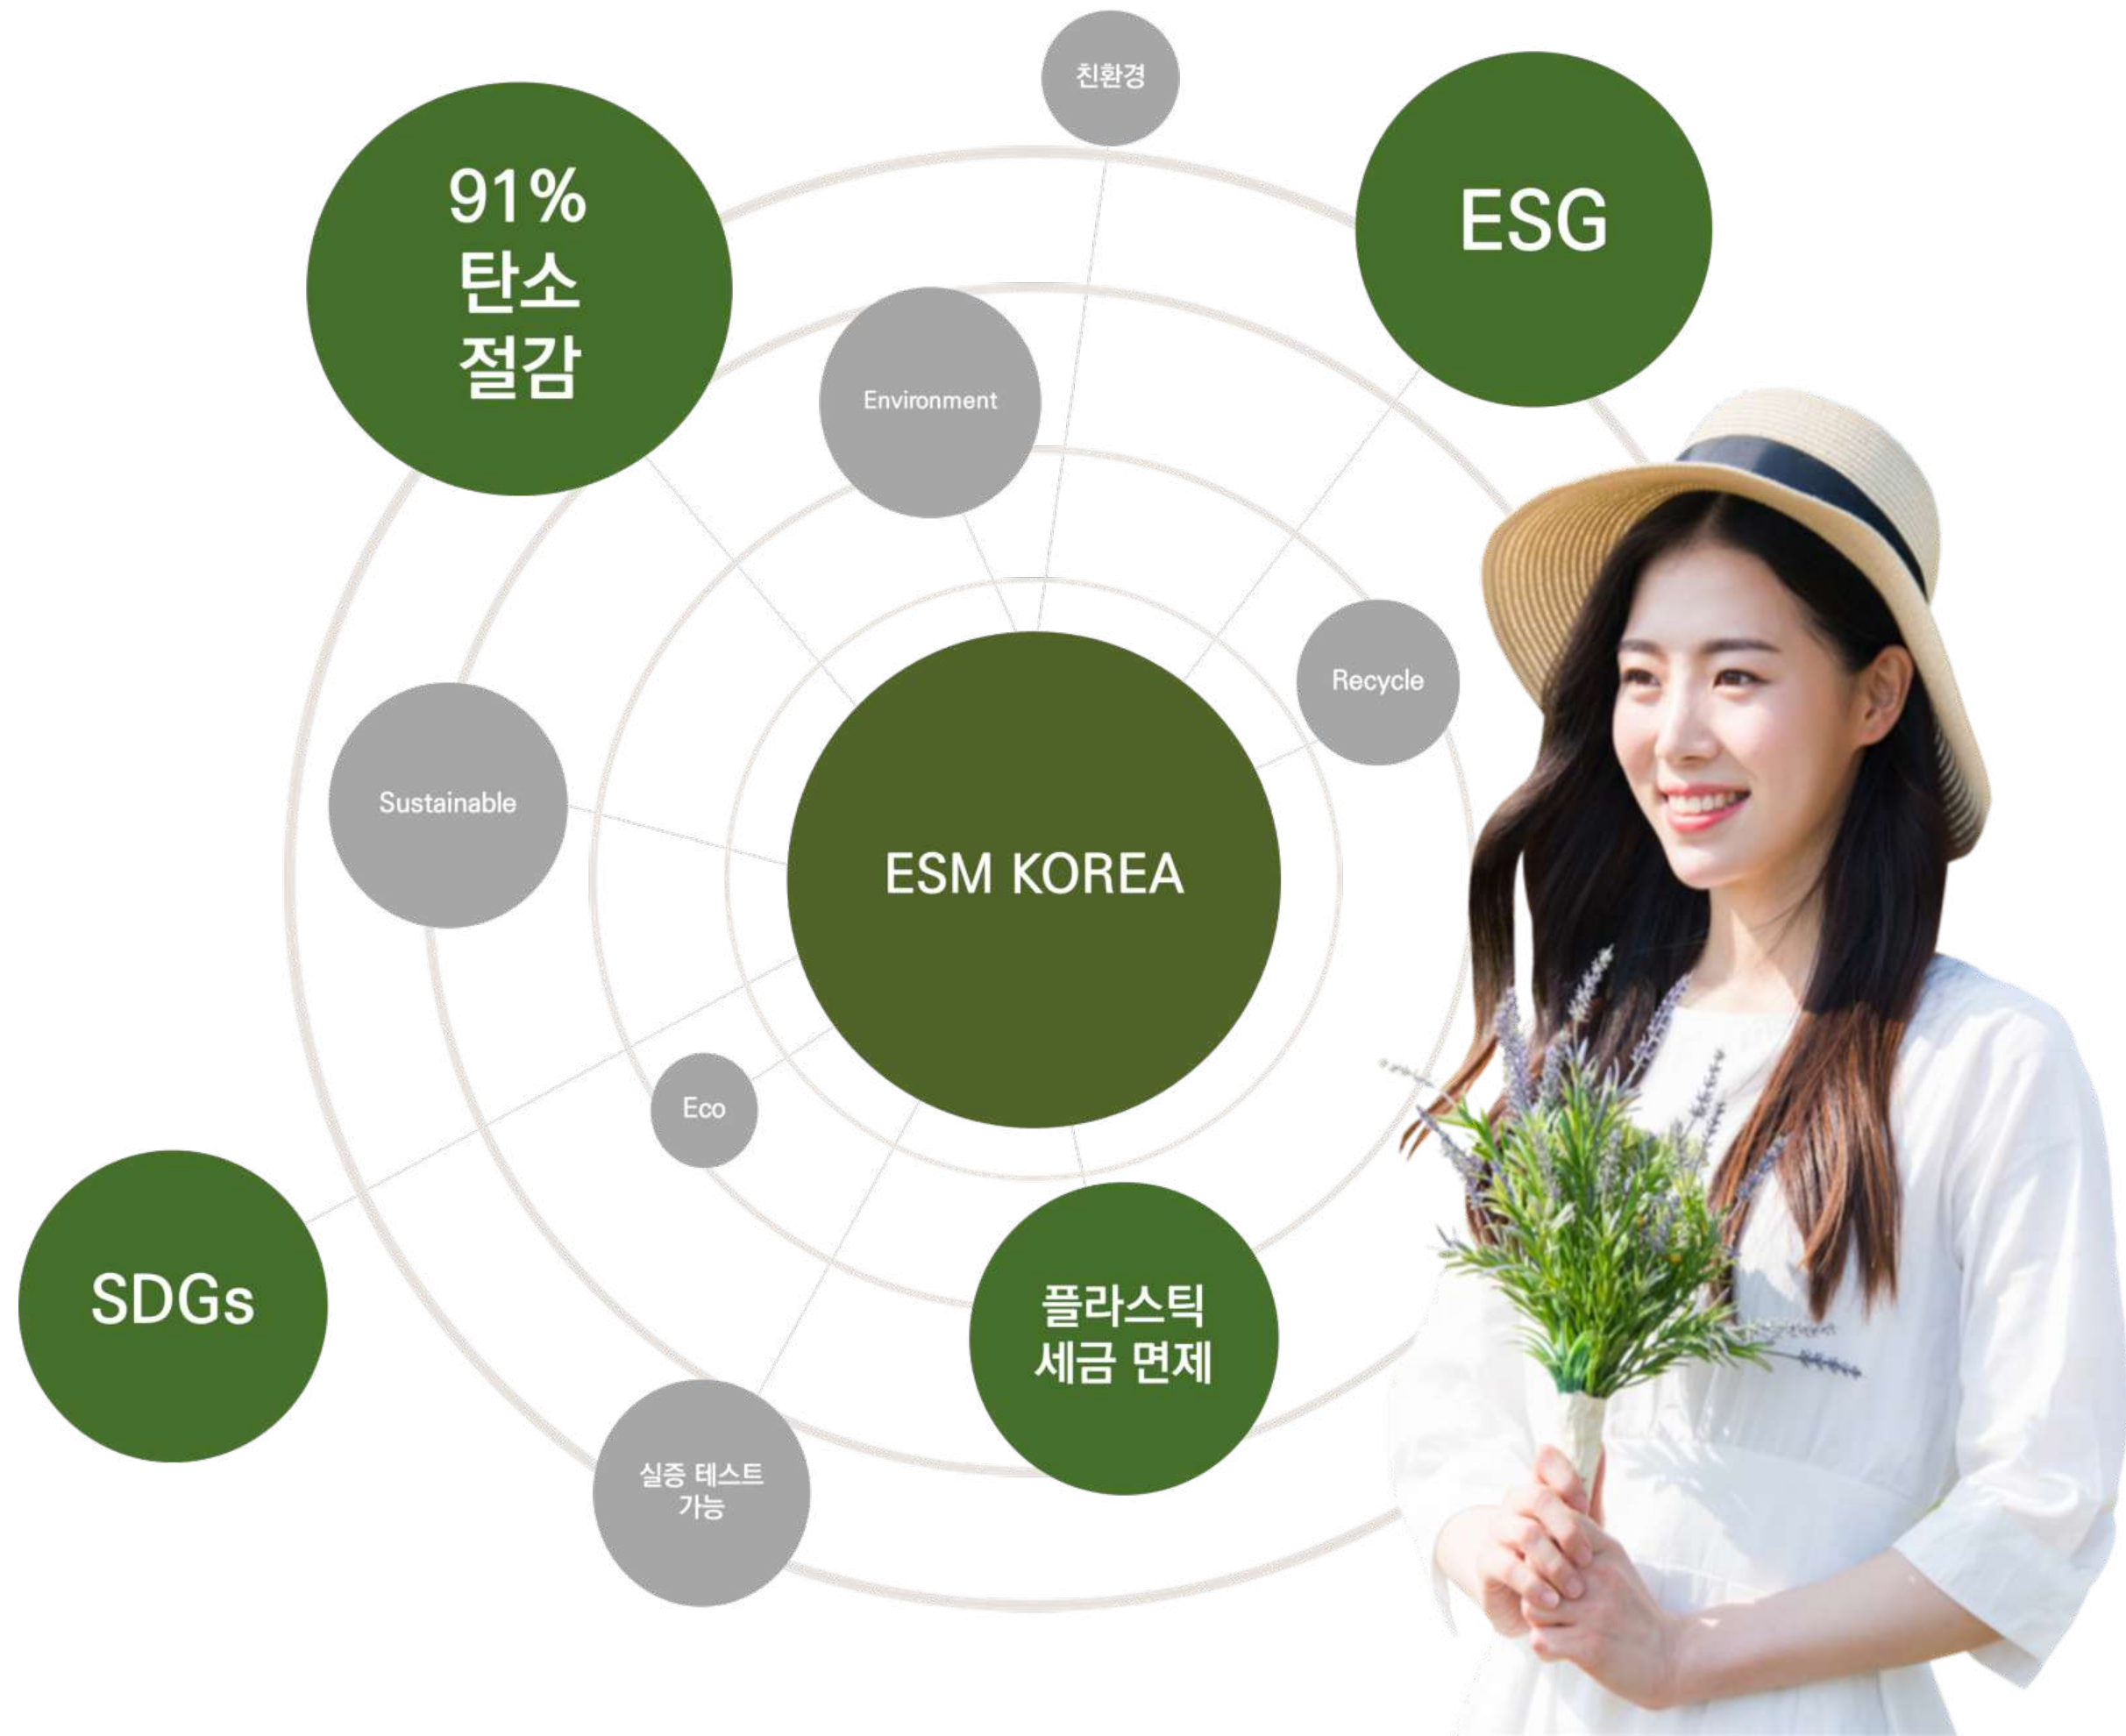 친환경
91%
탄소
절감
ESG
Environment
Recycle
Sustainable
ESM KOREA
Eco
SDGs
플라스틱
세금 면제
실증 테스트
가능